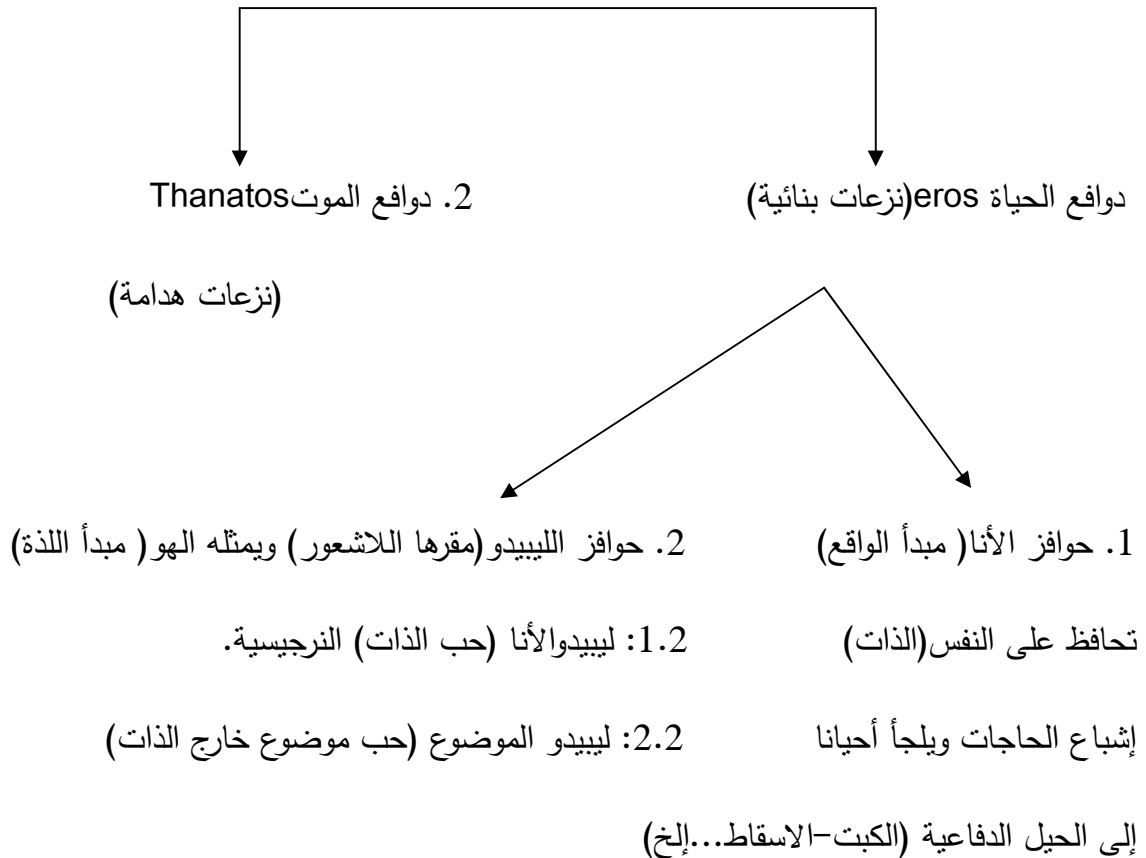 دوافع الحياة eros(نزعات بنائية) 2. دوافع الموتThanatos
(نزعات هدامة)
1. حوافز الأنا( مبدأ الواقع) 2. حوافز الليبيدو(مقرها اللاشعور) ويمثله الهو( مبدأ اللذة)
تحافظ على النفس(الذات) 1.2: ليبيدوالأنا (حب الذات) النرجيسية.
إشباع الحاجات ويلجأ أحيانا 2.2: ليبيدو الموضوع (حب موضوع خارج الذات)
إلى الحيل الدفاعية (الكبت-الاسقاط...إلخ)